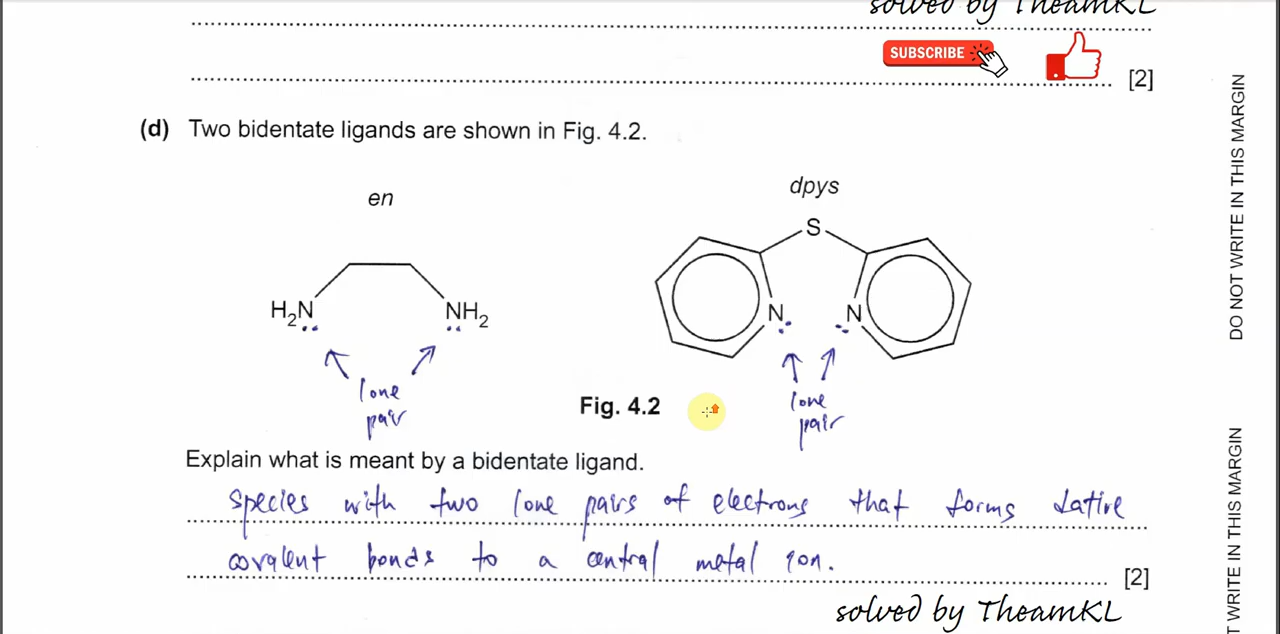 solved by TheamKL
SUBSCRIBE
[2]
(d) Two bidentate ligands are shown in Fig. 4.2.
en
dpys
S
H₂N
NH₂
N
N
lone
pair
lone
pair
Fig. 4.2
Explain what is meant by a bidentate ligand.
species with two lone pairs of electrons that forms dative
covalent bonds to a central metal ion.
[2]
solved by TheamKL
DO NOT WRITE IN THIS MARGIN
T WRITE IN THIS MARGIN